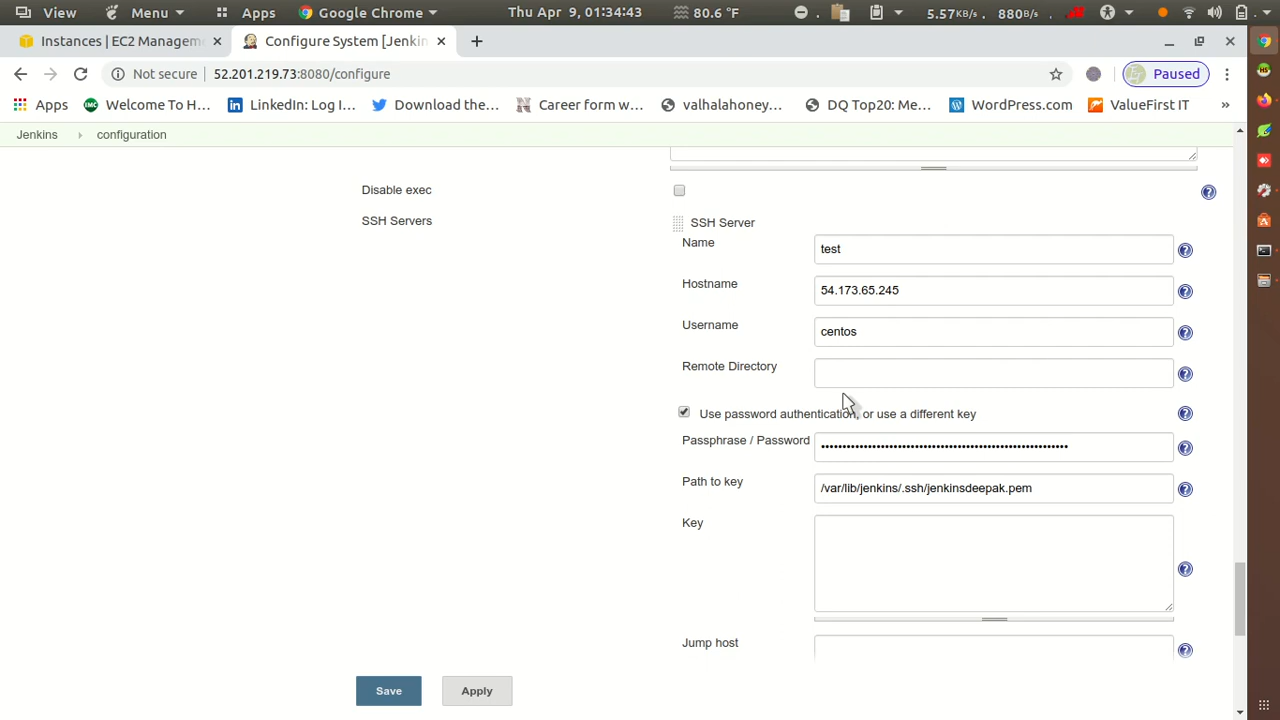 View Menu Apps Google Chrome Thu Apr 9, 01:34:43 80.6 °F 5.57KB/s 880B/s
Instances | EC2 Managem Configure System [Jenkin
Not secure 52.201.219.73:8080/configure Paused
Apps Welcome To H... LinkedIn: Log I... Download the... Career form w... valhalahoney... DQ Top20: Me... WordPress.com ValueFirst IT »
Jenkins configuration
Disable exec
SSH Servers SSH Server
Name test
Hostname 54.173.65.245
Username centos
Remote Directory
Use password authentication, or use a different key
Passphrase / Password ••••••••••••••••••••••••••••••••••••••••••••••••••••••••••
Path to key /var/lib/jenkins/.ssh/jenkinsdeepak.pem
Key
Jump host
Save Apply